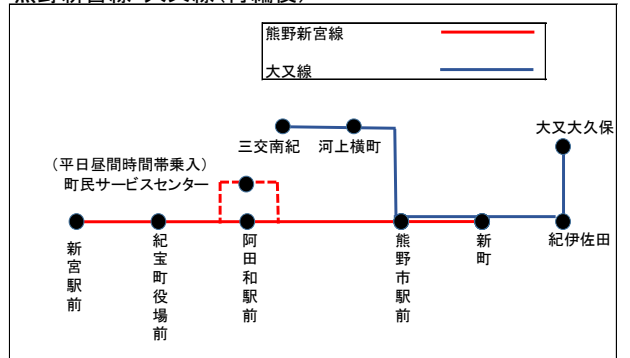 熊野新宮線・大又線(再編後)
熊野新宮線
大又線
大又大久保
三交南紀
河上横町
(平日昼間時間帯乗入)
町民サービスセンター
新宮駅前
紀宝町役場前
阿田和駅前
熊野市駅前
新町
紀伊佐田